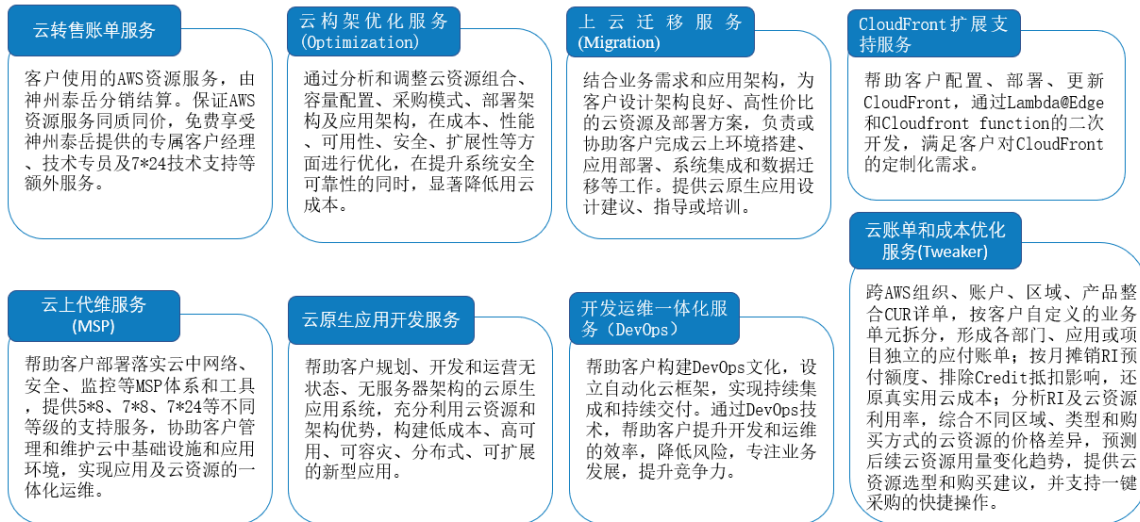 云转售账单服务
客户使用的AWS资源服务，由
神州泰岳分销结算。保证AWS
资源服务同质同价，免费享受
神州泰岳提供的专属客户经理
、技术专员及7*24技术支持等
额外服务。
云构架优化服务
(Optimization)
通过分析和调整云资源组合、
容量配置、采购模式、部署架
构及应用架构，在成本、性能
、可用性、安全、扩展性等方
面进行优化，在提升系统安全
可靠性的同时，显著降低用云
成本。
上云迁移服务
(Migration)
结合业务需求和应用架构，为
客户设计架构良好、高性价比
的云资源及部署方案，负责或
协助客户完成云上环境搭建、
应用部署、系统集成和数据迁
移等工作。提供云原生应用设
计建议、指导或培训。
CloudFront扩展支
持服务
帮助客户配置、部署、更新
CloudFront，通过Lambda@Edge
和Cloudfront function的二次
开发，满足客户对CloudFront
的定制化需求。
云上代维服务
(MSP)
帮助客户部署落实云中网络、
安全、监控等MSP体系和工具
，提供5*8、7*8、7*24等不同
等级的支持服务，协助客户管
理和维护云中基础设施和应用
环境，实现应用及云资源的一
体化运维。
云原生应用开发服务
帮助客户规划、开发和运营无
状态、无服务器架构的云原生
应用系统，充分利用云资源和
架构优势，构建低成本、高可
用、可容灾、分布式、可扩展
的新型应用。
开发运维一体化服
务（DevOps）
帮助客户构建DevOps文化，设
立自动化云框架，实现持续集
成和持续交付。通过DevOps技
术，帮助客户提升开发和运维
的效率，降低风险，专注业务
发展，提升竞争力。
云账单和成本优化
服务(Tweaker)
跨AWS组织、账户、区域、产品整
合CUR详单，按客户自定义的业务
单元拆分，形成各部门、应用或项
目独立的应付账单；按月摊销RI预
付额度、排除Credit抵扣影响，还
原真实用云成本；分析RI及云资源
利用率，综合不同区域、类型和购
买方式的云资源的价格差异，预测
后续云资源用量变化趋势，提供云
资源选型和购买建议，并支持一键
采购的快捷操作。